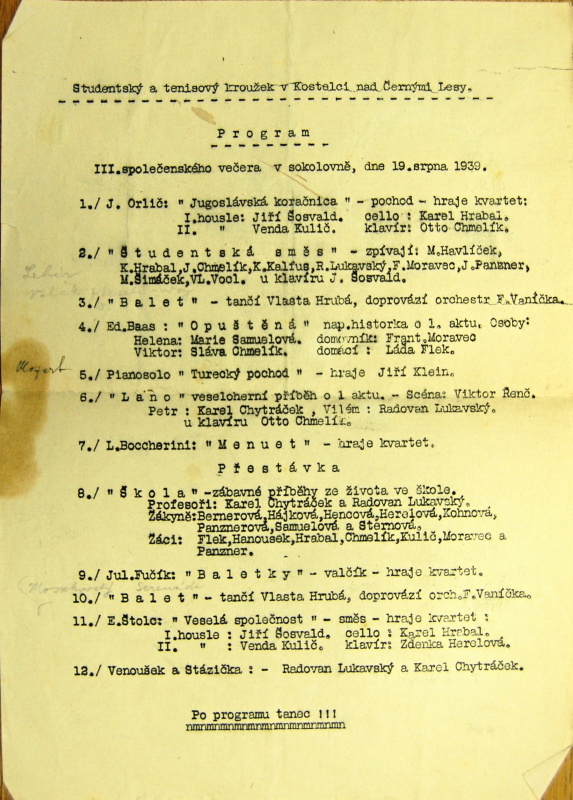 Studentský a tenisový kroužek v Kostelci nad Černými Lesy.
Program
III.společenského večera v sokolovně, dne 19.srpna 1939.
1./ J. Orlič: " Jugoslávská koračnica " - pochod - hraje kvartet:
I.housle: Jiří Šosvald. cello : Karel Hrabal.
II. " Venda Kulič. klavír: Otto Chmelík.
2./ " Studentská směs " - zpívají: M.Havlíček,
K.Hrabal, J.Chmelík, K.Kalfus, R.Lukavský, F.Moravec, J.Panzner,
M.Šimáček, VL.Vocl. u klavíru J. Šosvald.
3./ " Balet " - tančí Vlasta Hrubá, doprovází orchestr F.Vaníčka.
4./ Ed.Baas : " Opuštěná " nap.historka o 1. aktu. Osoby:
Helena: Marie Samuelová. domovník: Frant.Moravec
Viktor: Sláva Chmelík. domácí : Láďa Flek.
Mozart
5./ Pianosolo " Turecký pochod " - hraje Jiří Klein.
6./ " Lano " veseloherní příběh o 1 aktu. - Scéna: Viktor Řenč.
Petr : Karel Chytráček , Vilém : Radovan Lukavský.
u klavíru Otto Chmelík.
7./ L.Boccherini: " Menuet " - hraje kvartet.
Přestávka
8./ " Škola " -zábavné příběhy ze života ve škole.
Profesoři: Karel Chytráček a Radovan Lukavský.
Žákyně:Bernerová,Hájková,Hencová,Herelová,Kohnová,
Panznerová,Samuelová a Sternová.
Žáci: Flek,Hanousek,Hrabal,Chmelík,Kulič,Moravec a
Panzner.
9./ Jul.Fučík: " Baletky " - valčík - hraje kvartet.
10./ " Balet " - tančí Vlasta Hrubá, doprovází orch.F.Vaníčka.
11./ E.Štolc: " Veselá společnost " - směs - hraje kvartet :
I.housle : Jiří Šosvald. cello : Karel Hrabal.
II. " : Venda Kulič. klavír: Zdenka Herelová.
12./ Venoušek a Stázička : - Radovan Lukavský a Karel Chytráček.
Po programu tanec !!!
nmnmnmnmnmnmnmnmnmnmnmnmn